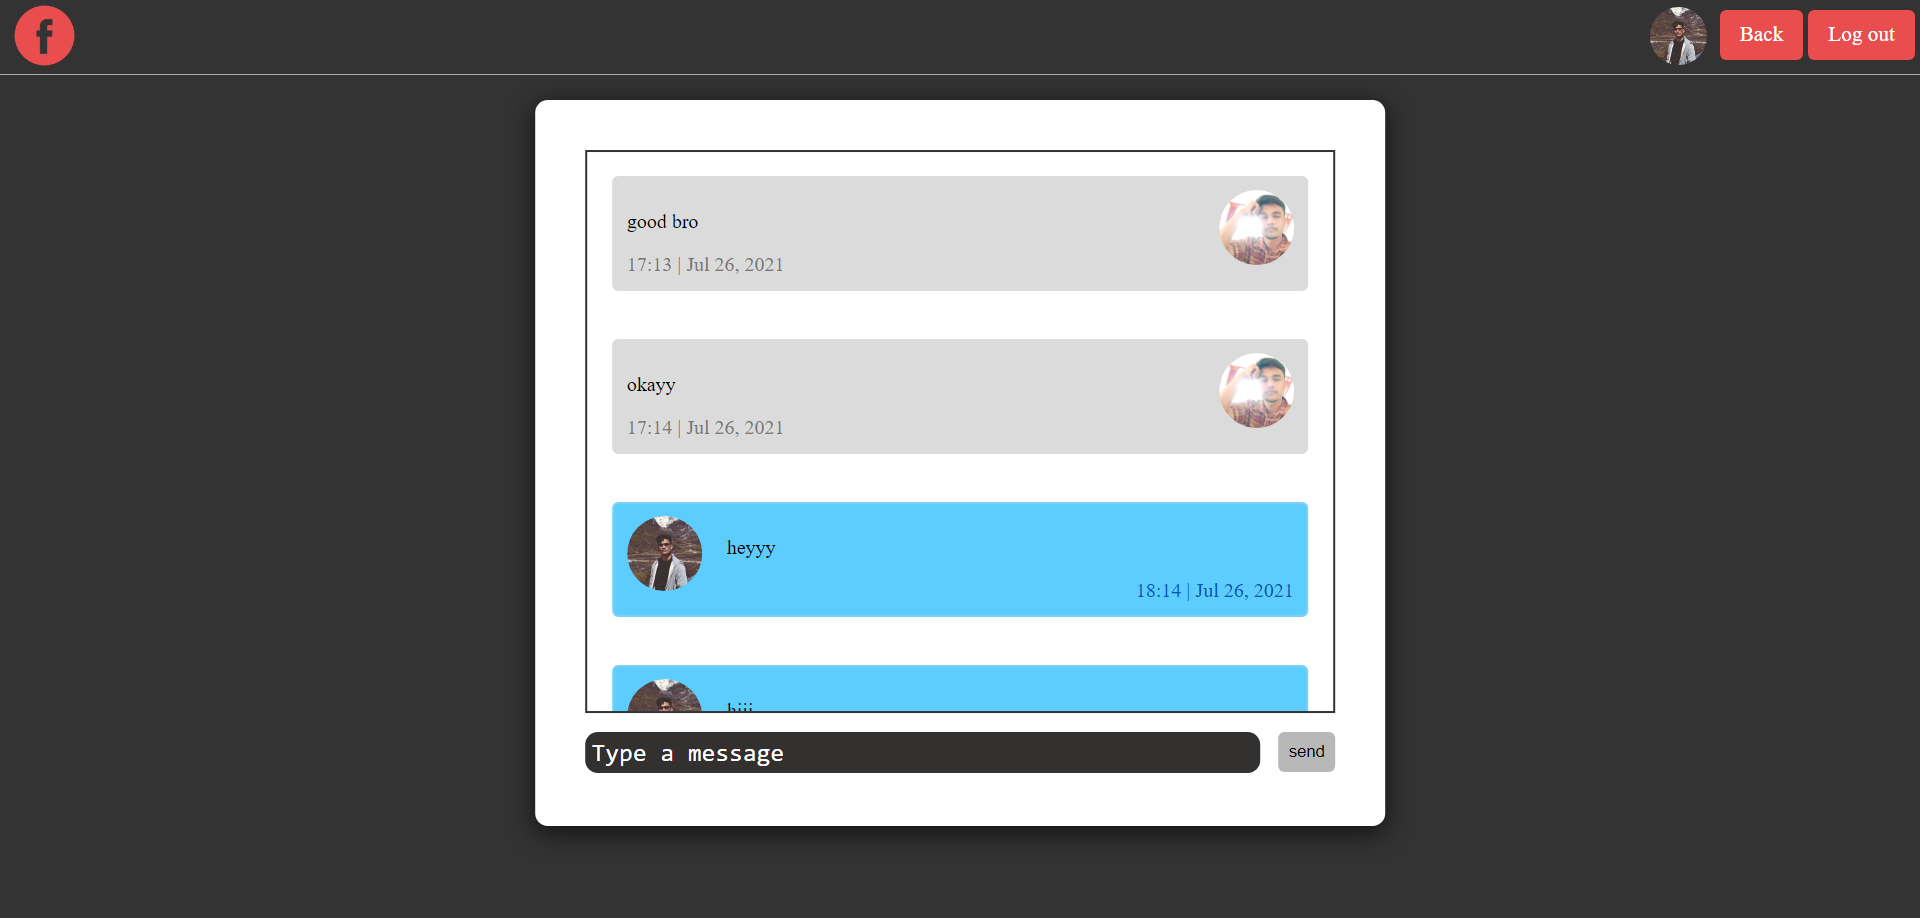 f
Back Log out
good bro
17:13 | Jul 26, 2021
okayy
17:14 | Jul 26, 2021
heyyy
18:14 | Jul 26, 2021
Type a message
send